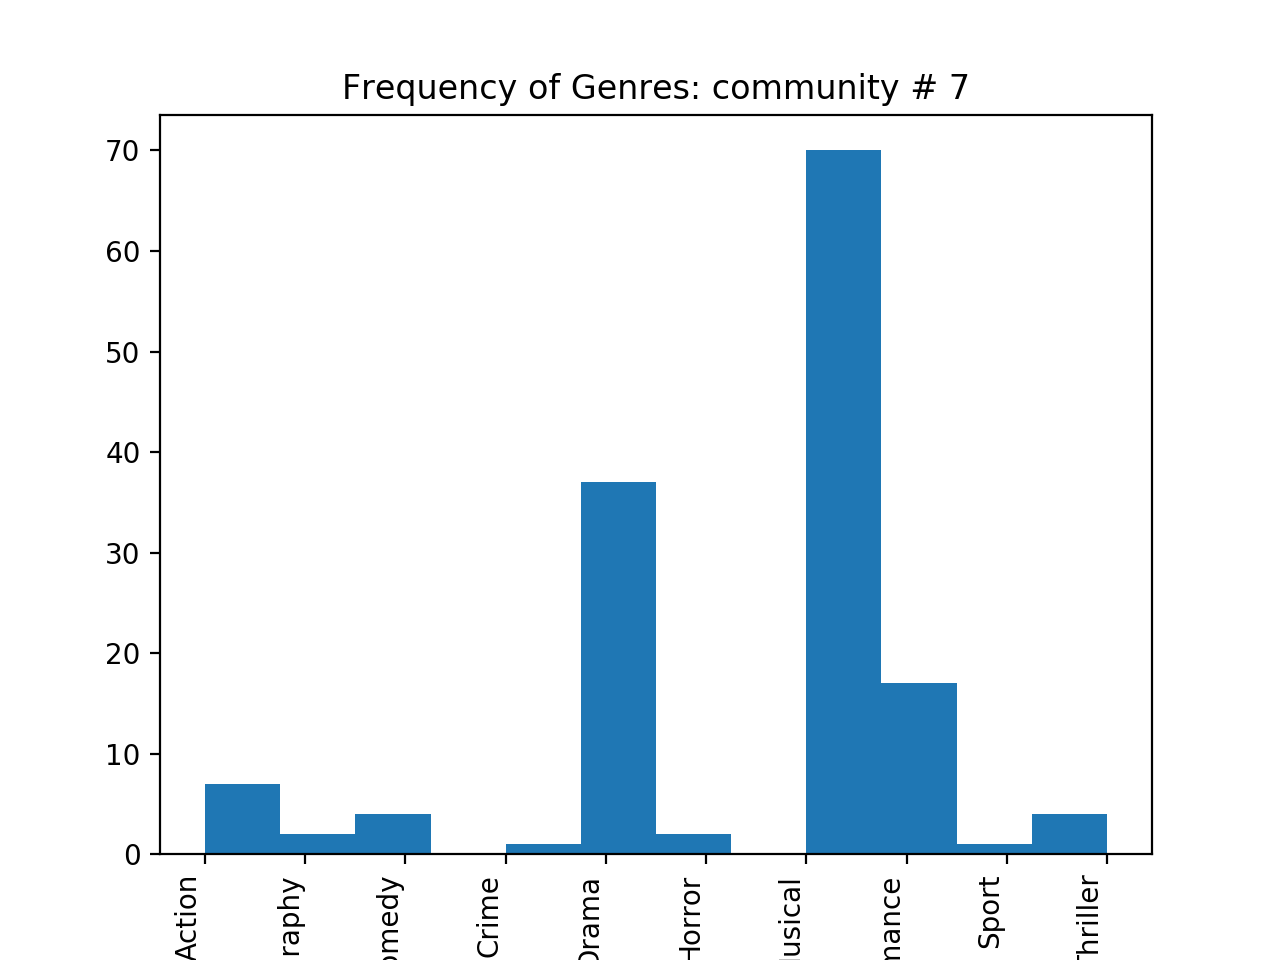 Frequency of Genres: community # 7
70
60
50
40
30
20
10
0
Action
raphy
omedy
Crime
Drama
Horror
usical
mance
Sport
Thriller